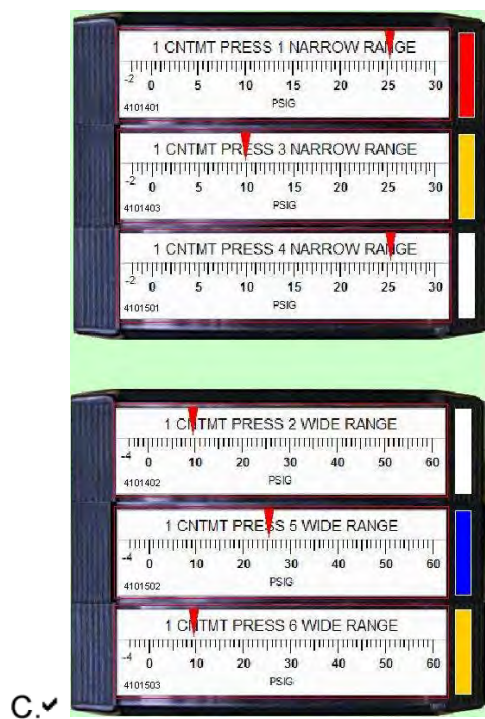 1 CNTMT PRESS 1 NARROW RANGE
-2 0 5 10 15 20 25 30
PSIG
4101401
1 CNTMT PRESS 3 NARROW RANGE
-2 0 5 10 15 20 25 30
PSIG
4101403
1 CNTMT PRESS 4 NARROW RANGE
-2 0 5 10 15 20 25 30
PSIG
4101501
1 CNTMT PRESS 2 WIDE RANGE
-4 0 10 20 30 40 50 60
PSIG
4101402
1 CNTMT PRESS 5 WIDE RANGE
-4 0 10 20 30 40 50 60
PSIG
4101502
1 CNTMT PRESS 6 WIDE RANGE
-4 0 10 20 30 40 50 60
PSIG
4101503
C.✔